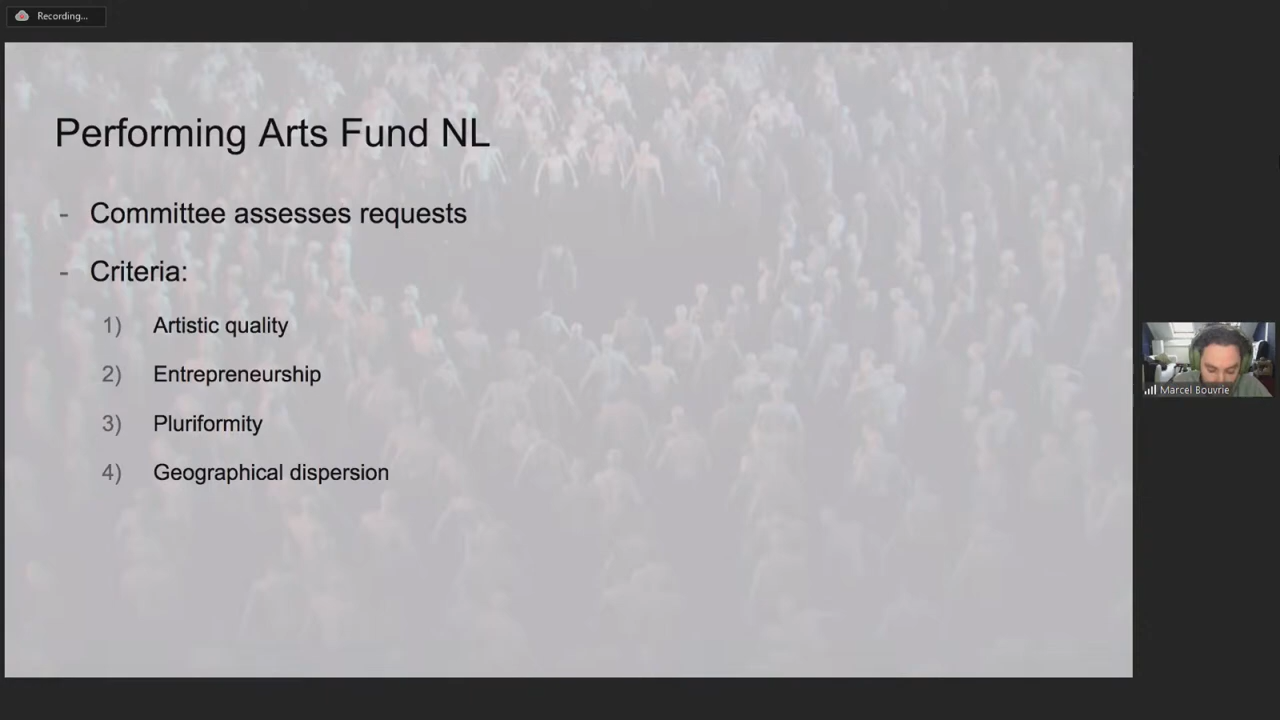 Recording...
Performing Arts Fund NL
- Committee assesses requests
- Criteria:
1) Artistic quality
2) Entrepreneurship
3) Pluriformity
4) Geographical dispersion
Marcel Bouvrie